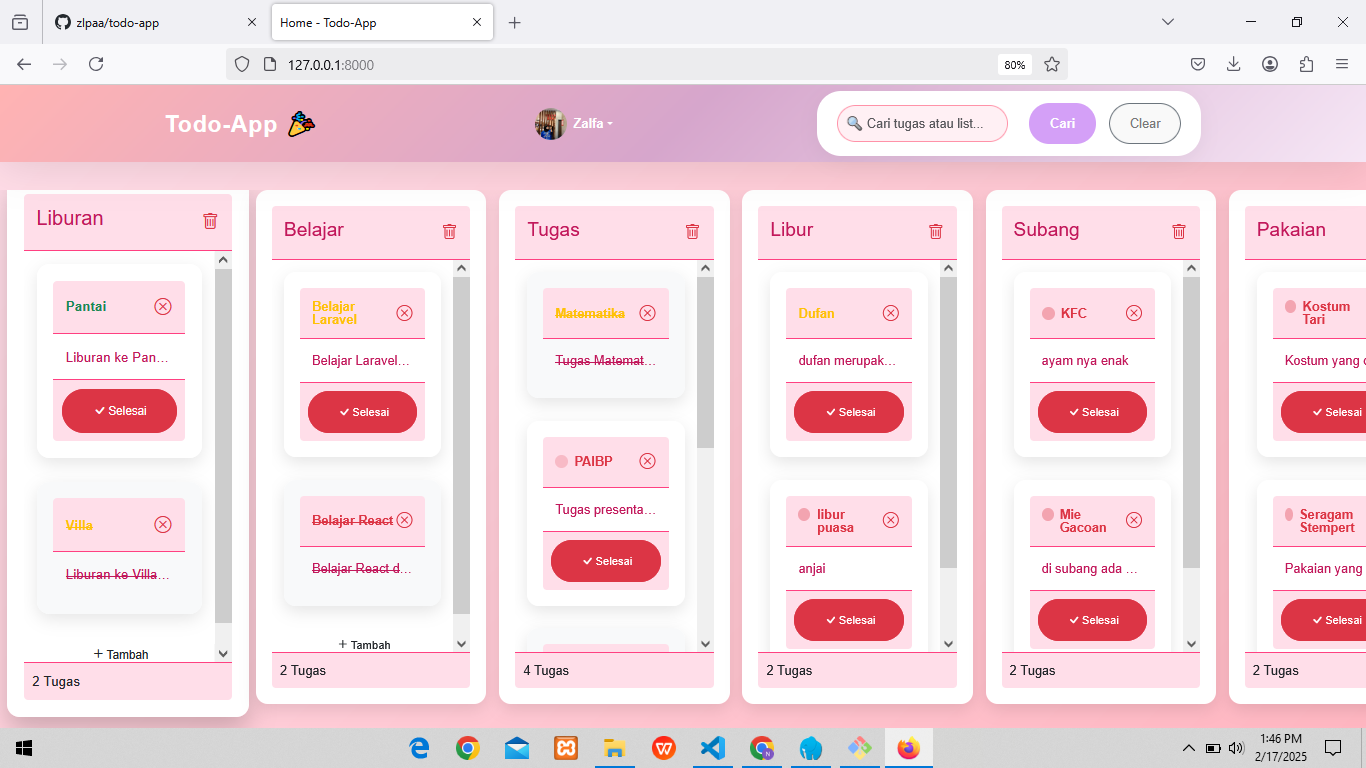 zlpaa/todo-app
Home - Todo-App
127.0.0.1:8000
80%
Todo-App
Zalfa
Cari tugas atau list...
Cari
Clear
Liburan
Pantai
Liburan ke Pan...
Selesai
Villa
Liburan ke Villa...
+ Tambah
2 Tugas
Belajar
Belajar
Laravel
Belajar Laravel...
Selesai
Belajar React
Belajar React d...
+ Tambah
2 Tugas
Tugas
Matematika
Tugas Matemat...
PAIBP
Tugas presenta...
Selesai
4 Tugas
Libur
Dufan
dufan merupak...
Selesai
libur
puasa
anjai
Selesai
2 Tugas
Subang
KFC
ayam nya enak
Selesai
Mie
Gacoan
di subang ada ...
Selesai
2 Tugas
Pakaian
Kostum
Tari
Kostum yang
Selesai
Seragam
Stempert
Pakaian yang
Selesai
2 Tugas
1:46 PM
2/17/2025